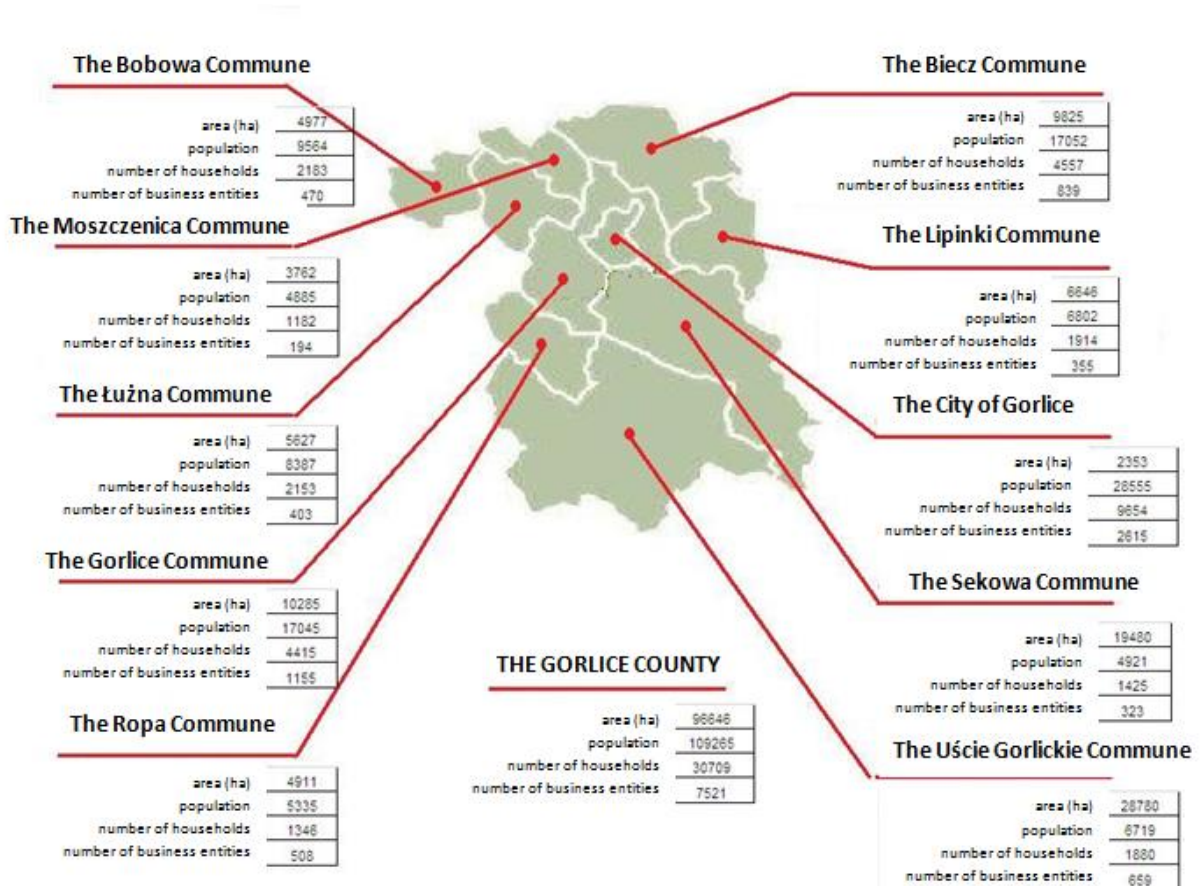 The Bobowa Commune
area (ha) 4977
population 9564
number of households 2183
number of business entities 470
The Moszczenica Commune
area (ha) 3762
population 4885
number of households 1182
number of business entities 194
The Łużna Commune
area (ha) 5627
population 8387
number of households 2153
number of business entities 403
The Gorlice Commune
area (ha) 10285
population 17045
number of households 4415
number of business entities 1155
The Ropa Commune
area (ha) 4911
population 5335
number of households 1346
number of business entities 508
THE GORLICE COUNTY
area (ha) 96646
population 109265
number of households 30709
number of business entities 7521
The Biecz Commune
area (ha) 9825
population 17052
number of households 4557
number of business entities 839
The Lipinki Commune
area (ha) 6646
population 6802
number of households 1914
number of business entities 355
The City of Gorlice
area (ha) 2353
population 28555
number of households 9654
number of business entities 2615
The Sekowa Commune
area (ha) 19480
population 4921
number of households 1425
number of business entities 323
The Uście Gorlickie Commune
area (ha) 28780
population 6719
number of households 1880
number of business entities 659